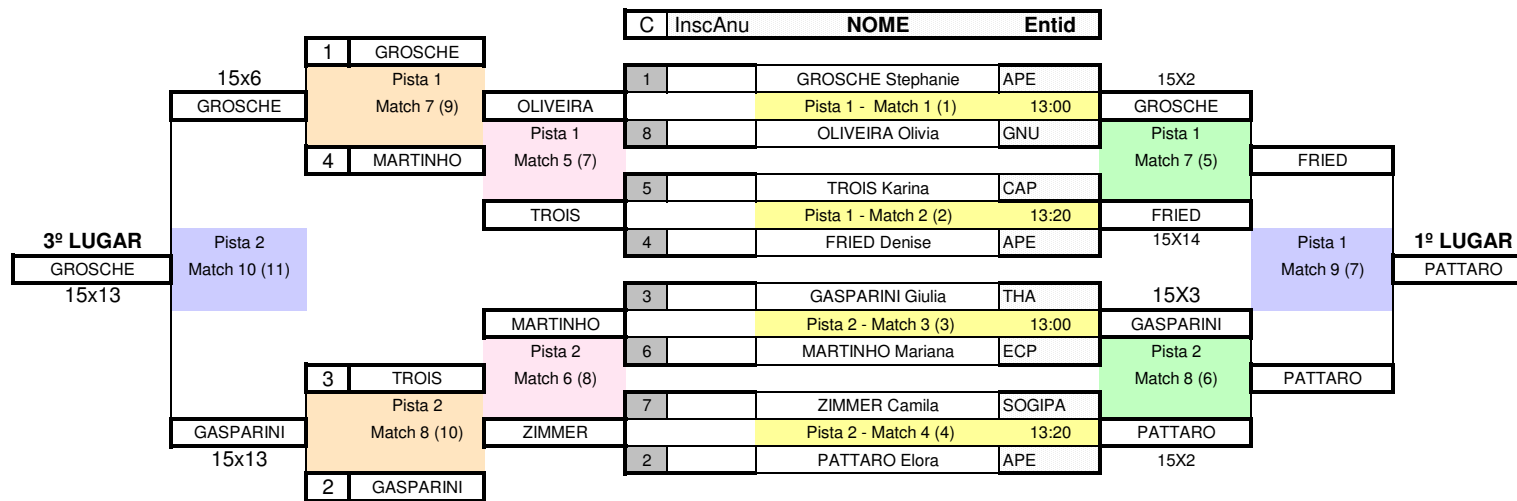 C InscAnu NOME Entid
1 GROSCHE
15x6 Pista 1 1 GROSCHE Stephanie APE 15X2
GROSCHE Match 7 (9) OLIVEIRA Pista 1 - Match 1 (1) 13:00 GROSCHE
Pista 1 8 OLIVEIRA Olivia GNU Pista 1
4 MARTINHO Match 5 (7) Match 7 (5) FRIED
5 TROIS Karina CAP
TROIS Pista 1 - Match 2 (2) 13:20 FRIED
3º LUGAR Pista 2 4 FRIED Denise APE 15X14 Pista 1 1º LUGAR
GROSCHE Match 10 (11) Match 9 (7) PATTARO
15x13 3 GASPARINI Giulia THA 15X3
MARTINHO Pista 2 - Match 3 (3) 13:00 GASPARINI
Pista 2 6 MARTINHO Mariana ECP Pista 2
3 TROIS Match 6 (8) Match 8 (6) PATTARO
Pista 2 7 ZIMMER Camila SOGIPA
GASPARINI Match 8 (10) ZIMMER Pista 2 - Match 4 (4) 13:20 PATTARO
15x13 2 PATTARO Elora APE 15X2
2 GASPARINI